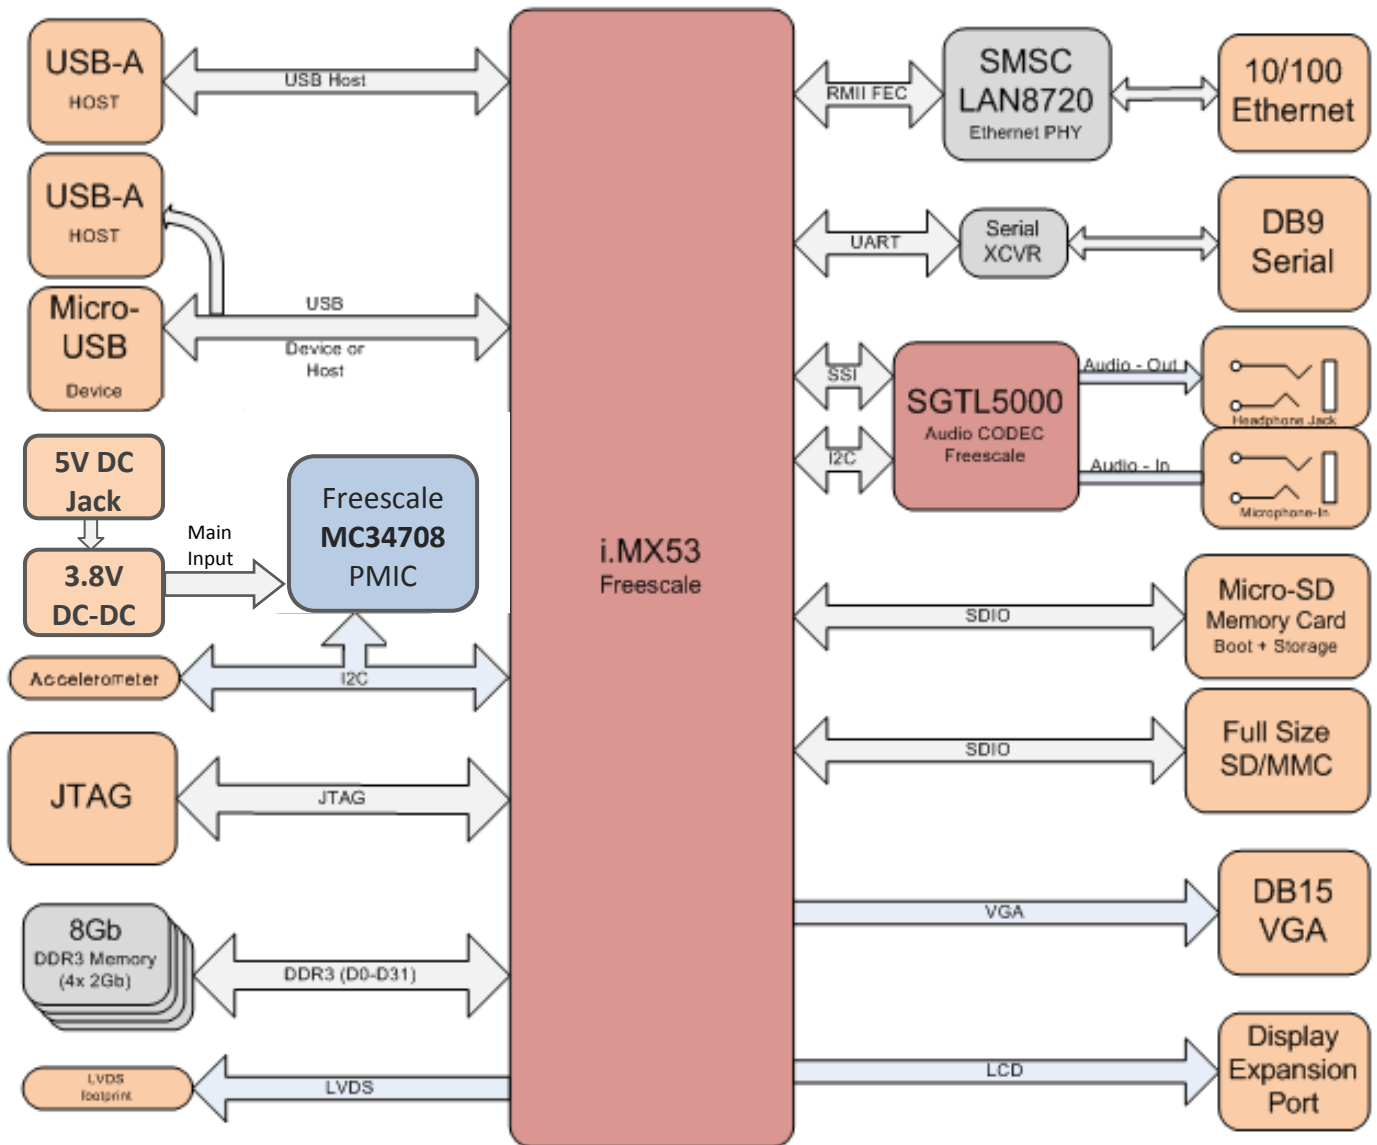 USB-A
HOST
USB Host
USB-A
HOST
Micro-
USB
Device
USB
Device or
Host
5V DC
Jack
3.8V
DC-DC
Main
Input
Freescale
MC34708
PMIC
Accelerometer
I2C
JTAG
JTAG
8Gb
DDR3 Memory
(4x 2Gb)
DDR3 (D0-D31)
LVDS
footprint
LVDS
i.MX53
Freescale
RMII FEC
SMSC
LAN8720
Ethernet PHY
10/100
Ethernet
UART
Serial
XCVR
DB9
Serial
SSI
I2C
SGTL5000
Audio CODEC
Freescale
Audio - Out
Headphone Jack
Audio - In
Microphone-In
SDIO
Micro-SD
Memory Card
Boot + Storage
SDIO
Full Size
SD/MMC
VGA
DB15
VGA
LCD
Display
Expansion
Port